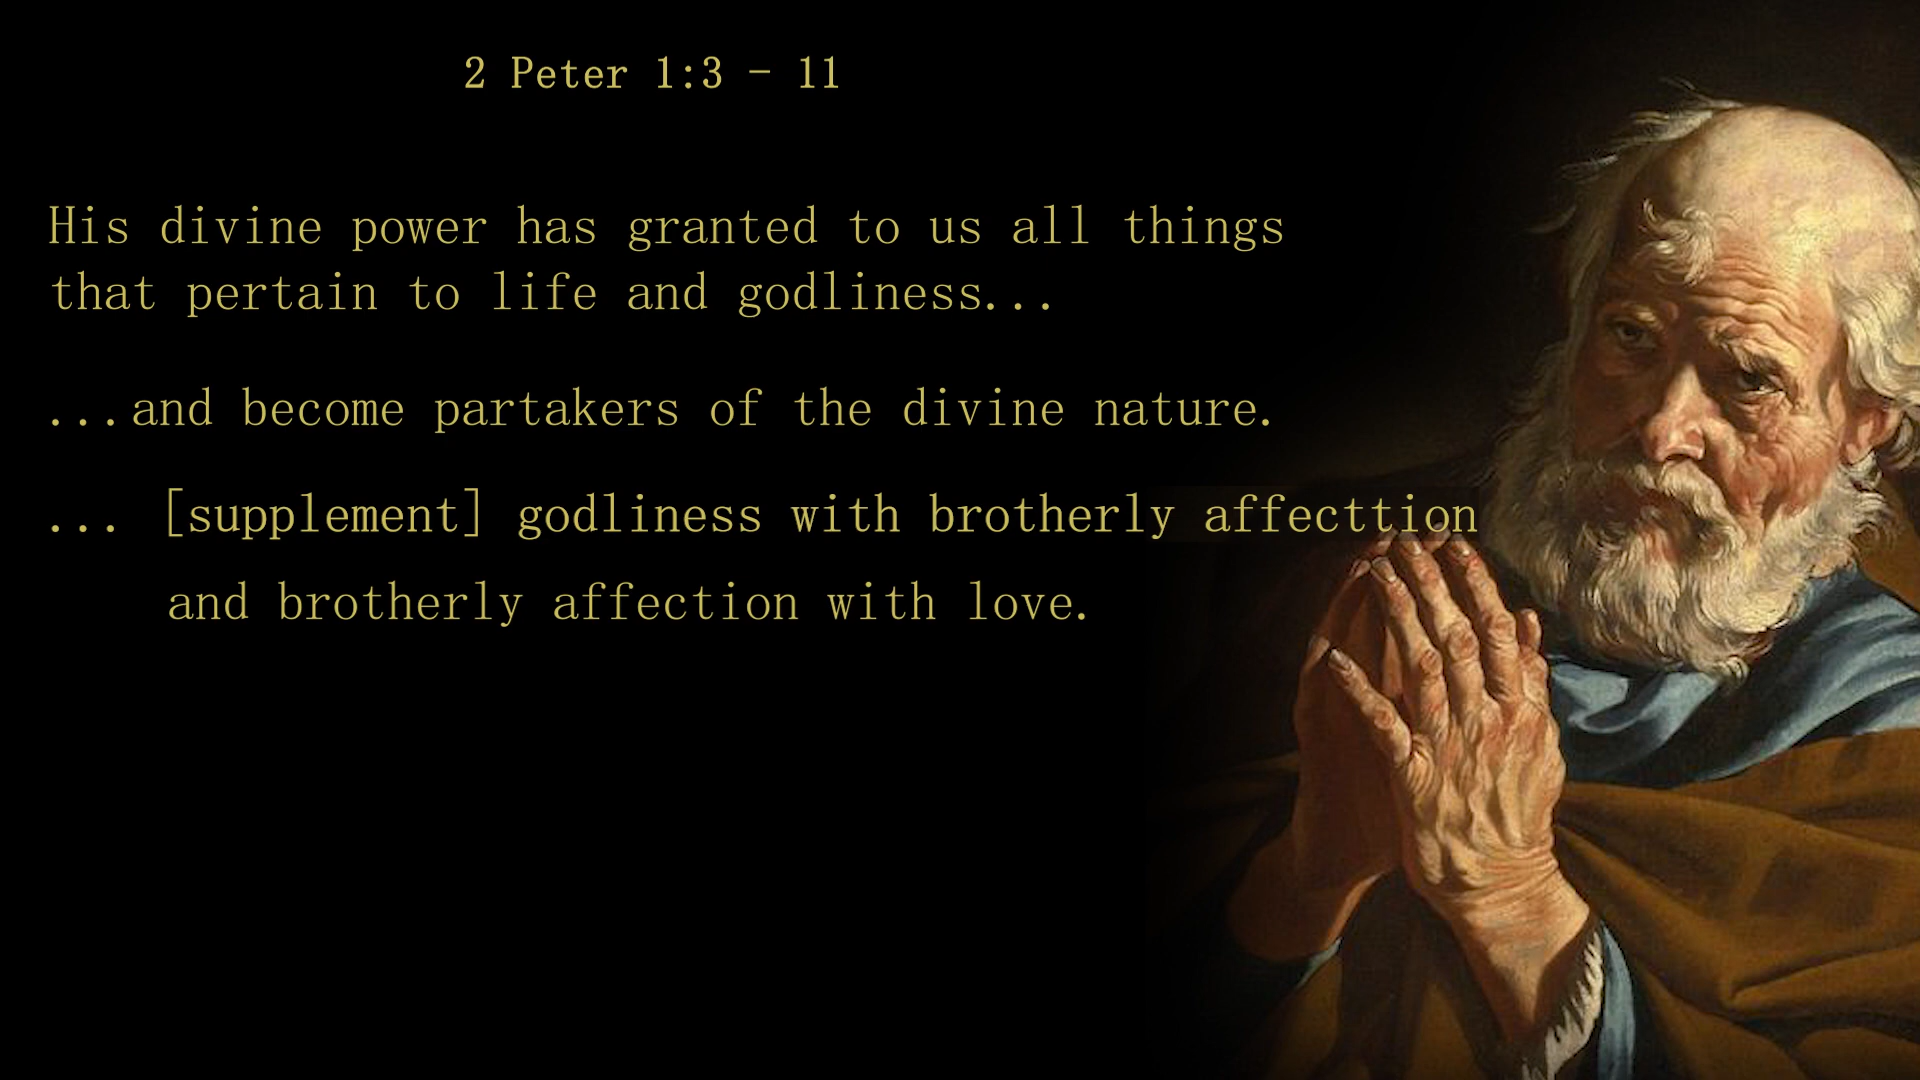 2 Peter 1:3 – 11
His divine power has granted to us all things
that pertain to life and godliness...
...and become partakers of the divine nature.
... [supplement] godliness with brotherly affecttion
and brotherly affection with love.